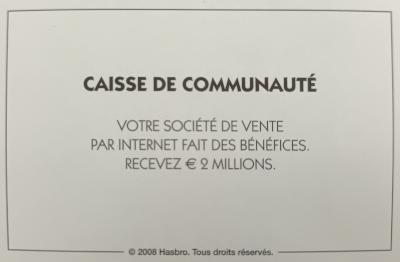 CAISSE DE COMMUNAUTÉ
VOTRE SOCIÉTÉ DE VENTE
PAR INTERNET FAIT DES BÉNÉFICES.
RECEVEZ € 2 MILLIONS.
© 2008 Hasbro. Tous droits réservés.